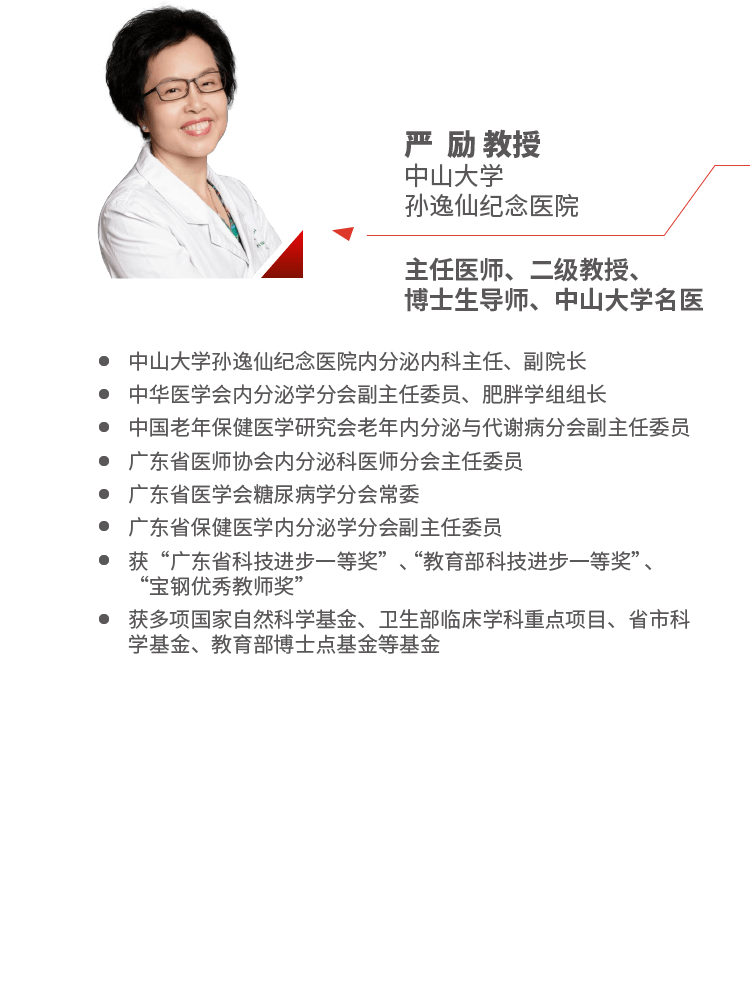 严 励 教授
中山大学
孙逸仙纪念医院
主任医师、二级教授、
博士生导师、中山大学名医
● 中山大学孙逸仙纪念医院内分泌内科主任、副院长
● 中华医学会内分泌学分会副主任委员、肥胖学组组长
● 中国老年保健医学研究会老年内分泌与代谢病分会副主任委员
● 广东省医师协会内分泌科医师分会主任委员
● 广东省医学会糖尿病学分会常委
● 广东省保健医学内分泌学分会副主任委员
● 获“广东省科技进步一等奖”、“教育部科技进步一等奖”、
“宝钢优秀教师奖”
● 获多项国家自然科学基金、卫生部临床学科重点项目、省市科
学基金、教育部博士点基金等基金